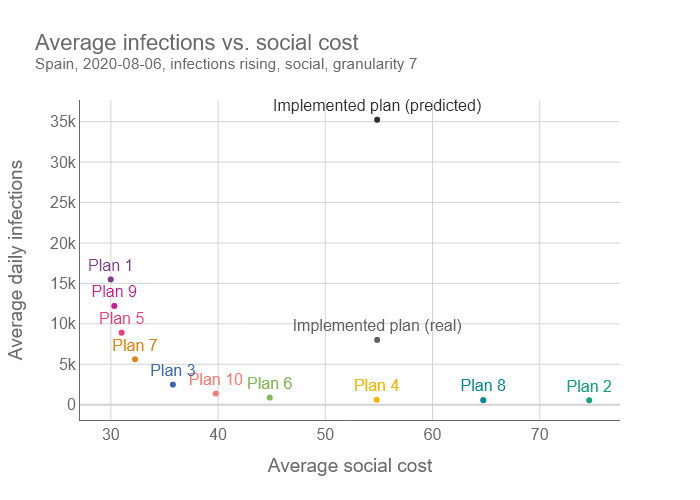 Average infections vs. social cost
Spain, 2020-08-06, infections rising, social, granularity 7
Average daily infections
35k
30k
25k
20k
15k
10k
5k
0
Implemented plan (predicted)
Plan 1
Plan 9
Plan 5
Implemented plan (real)
Plan 7
Plan 3
Plan 10
Plan 6
Plan 4
Plan 8
Plan 2
30
40
50
60
70
Average social cost